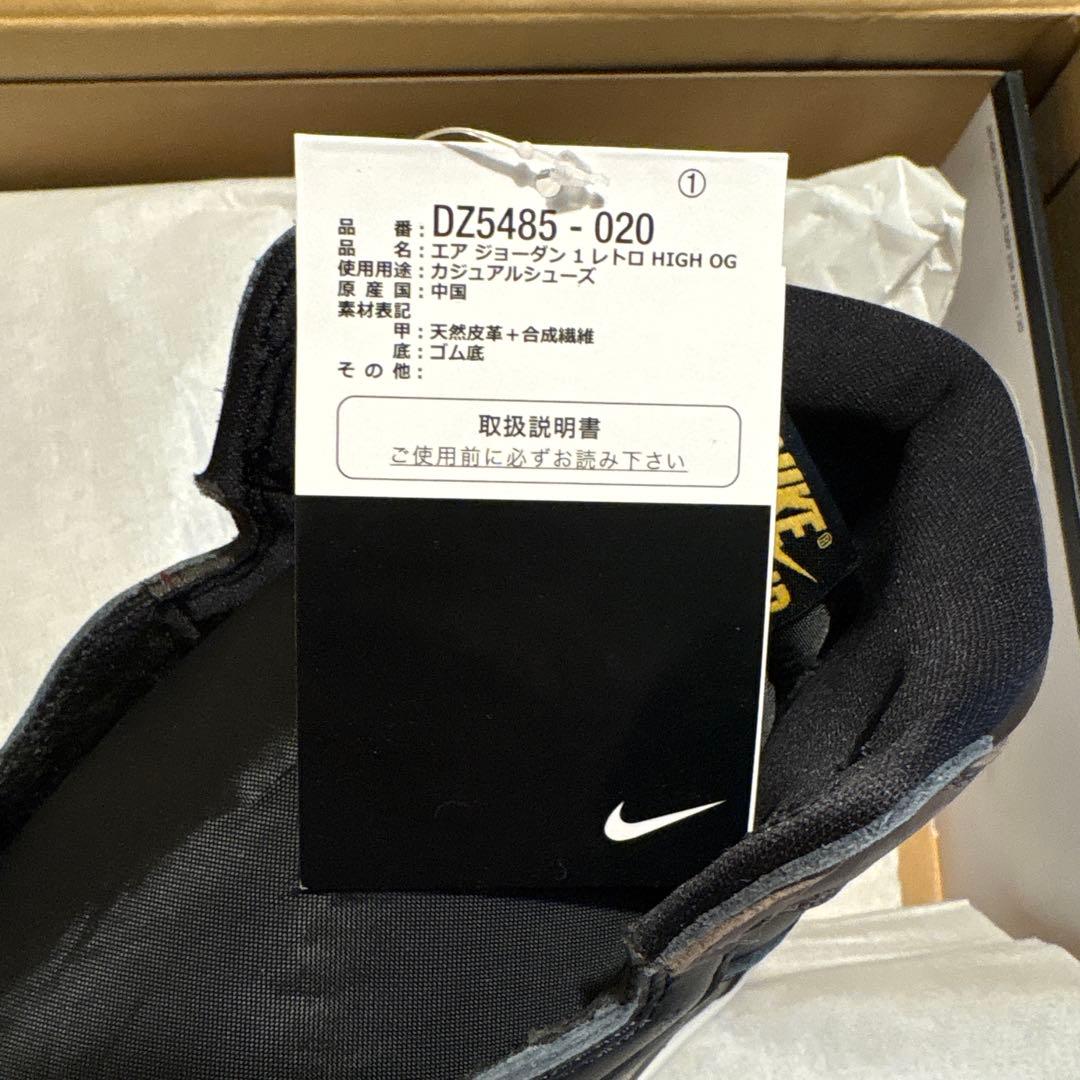 ①
品番：DZ5485 - 020
品名：エア ジョーダン 1 レトロ HIGH OG
使用用途：カジュアルシューズ
原産国：中国
素材表記
甲：天然皮革＋合成繊維
底：ゴム底
その他：
取扱説明書
ご使用前に必ずお読み下さい
NIKE®